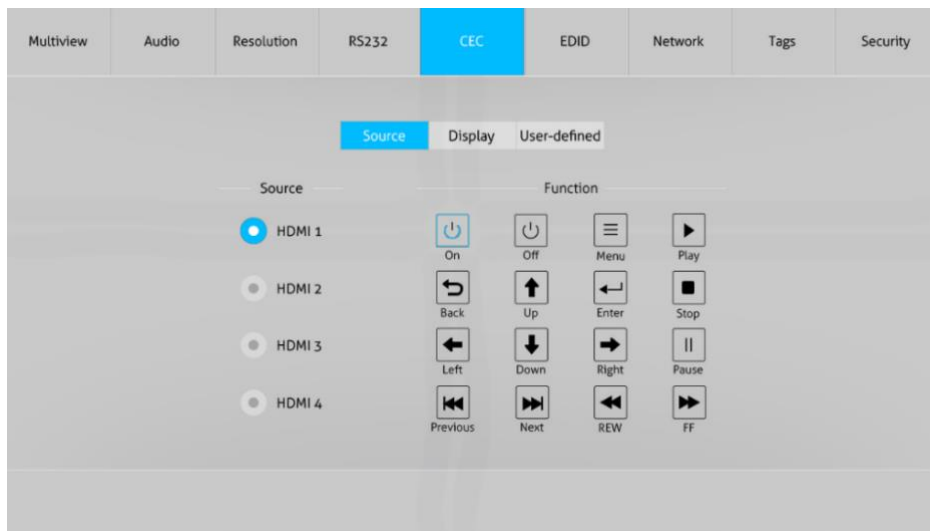 Multiview Audio Resolution RS232 CEC EDID Network Tags Security
Source Display User-defined
Source Function
HDMI 1
On Off Menu Play
HDMI 2
Back Up Enter Stop
HDMI 3
Left Down Right Pause
HDMI 4
Previous Next REW FF